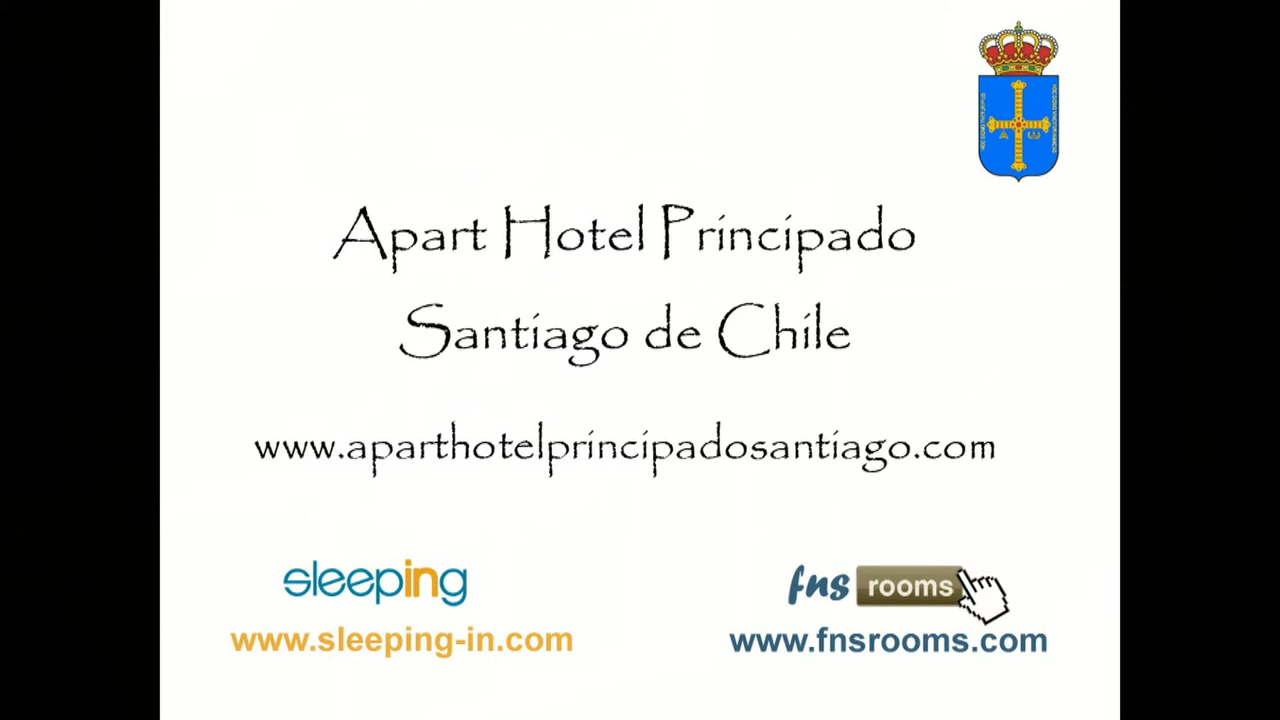 Apart Hotel Principado
Santiago de Chile
www.aparthotelprincipadosantiago.com
sleeping
www.sleeping-in.com
fns rooms
www.fnsrooms.com